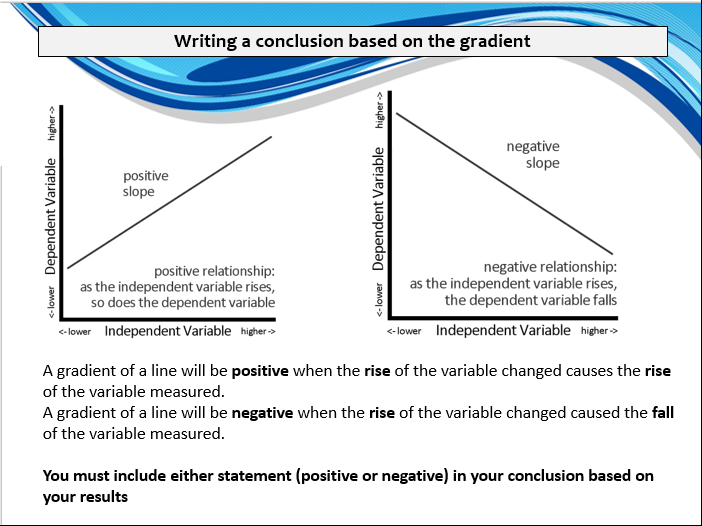 Writing a conclusion based on the gradient
higher ->
Dependent Variable
<- lower
positive
slope
positive relationship:
as the independent variable rises,
so does the dependent variable
<- lower Independent Variable higher ->
higher ->
Dependent Variable
<- lower
negative
slope
negative relationship:
as the independent variable rises,
the dependent variable falls
<- lower Independent Variable higher ->
A gradient of a line will be positive when the rise of the variable changed causes the rise
of the variable measured.
A gradient of a line will be negative when the rise of the variable changed caused the fall
of the variable measured.
You must include either statement (positive or negative) in your conclusion based on
your results